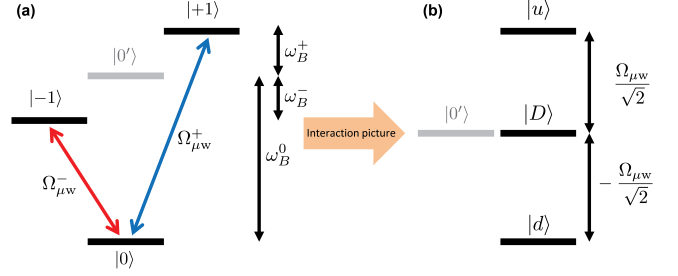 (a)
|+1⟩
|0′⟩
|−1⟩
ω_B^+
ω_B^−
ω_B^0
Ω_μw^−
Ω_μw^+
|0⟩
Interaction picture
(b)
|u⟩
Ω_μw/√2
|0′⟩
|D⟩
−Ω_μw/√2
|d⟩